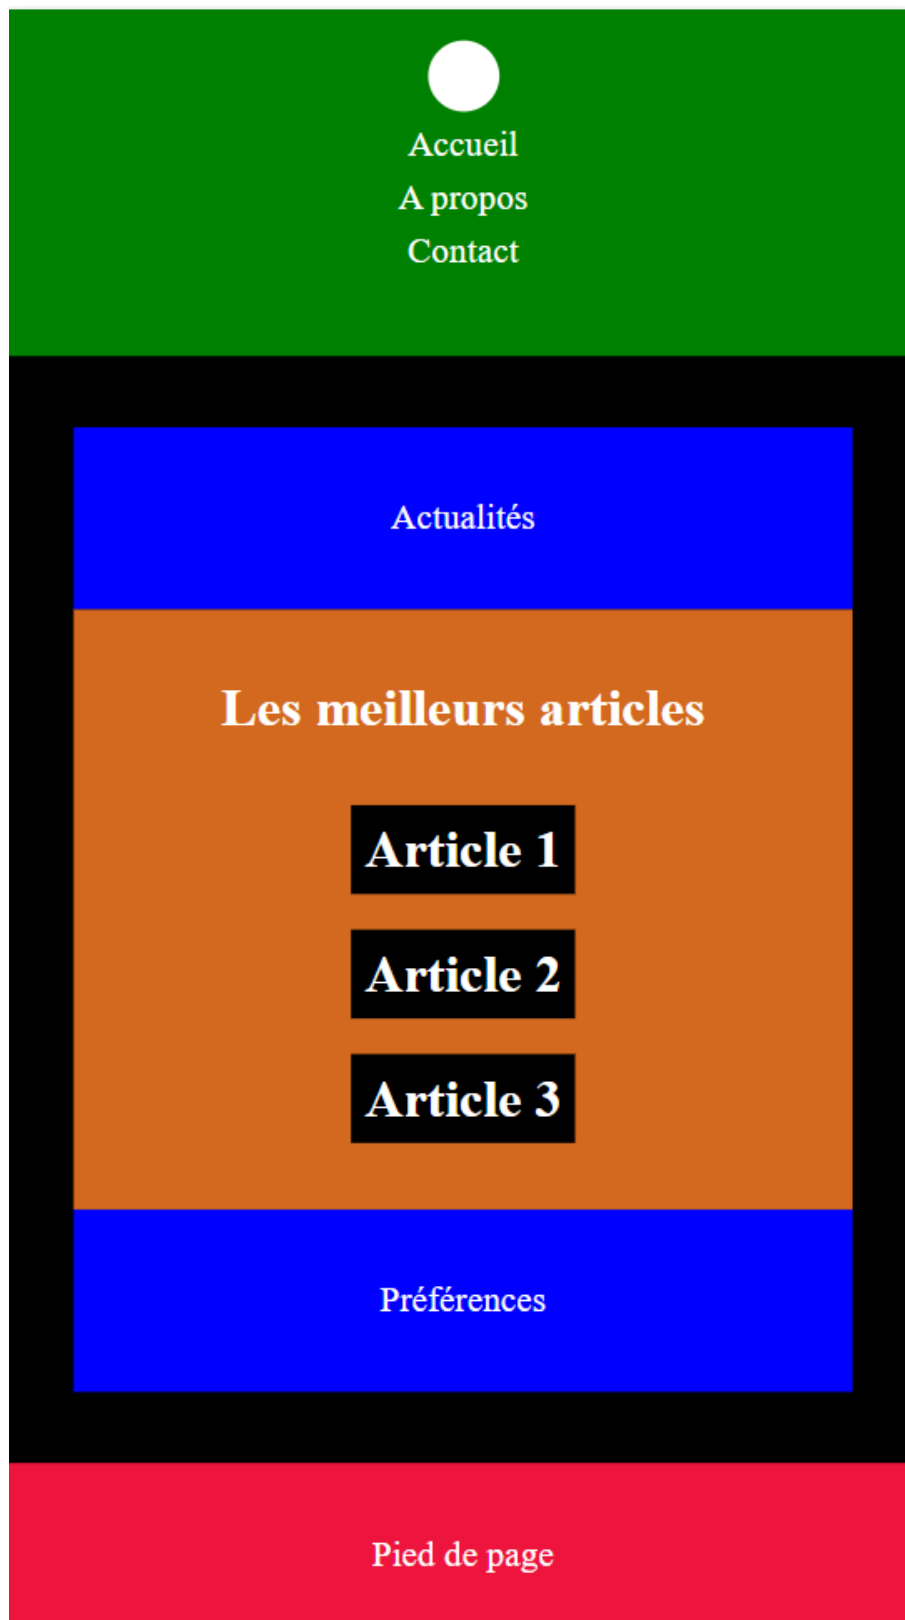 Accueil
A propos
Contact
Actualités
Les meilleurs articles
Article 1
Article 2
Article 3
Préférences
Pied de page